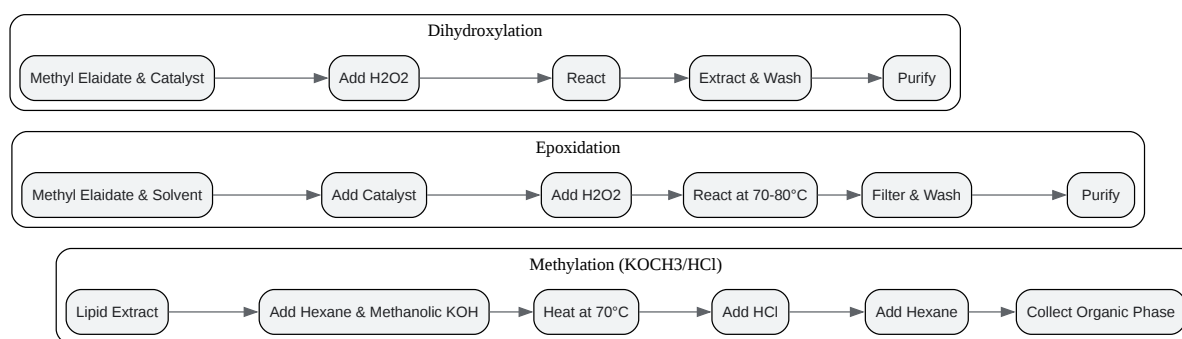 Dihydroxylation
Methyl Elaidate & Catalyst
Add H2O2
React
Extract & Wash
Purify
Epoxidation
Methyl Elaidate & Solvent
Add Catalyst
Add H2O2
React at 70-80°C
Filter & Wash
Purify
Methylation (KOCH3/HCl)
Lipid Extract
Add Hexane & Methanolic KOH
Heat at 70°C
Add HCl
Add Hexane
Collect Organic Phase